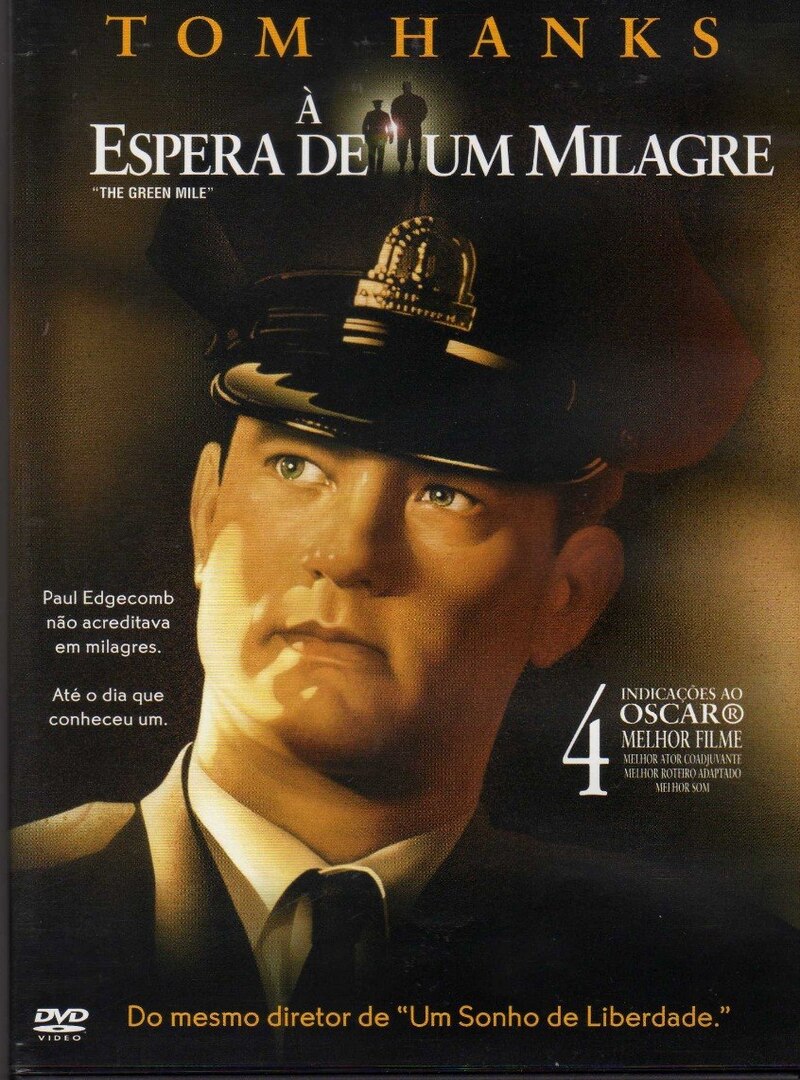 TOM HANKS
À
ESPERA DE UM MILAGRE
"THE GREEN MILE"
Paul Edgecomb
não acreditava
em milagres.
Até o dia que
conheceu um.
4
INDICAÇÕES AO
OSCAR®
MELHOR FILME
MELHOR ATOR COADJUVANTE
MELHOR ROTEIRO ADAPTADO
MELHOR SOM
DVD
VIDEO
Do mesmo diretor de "Um Sonho de Liberdade."